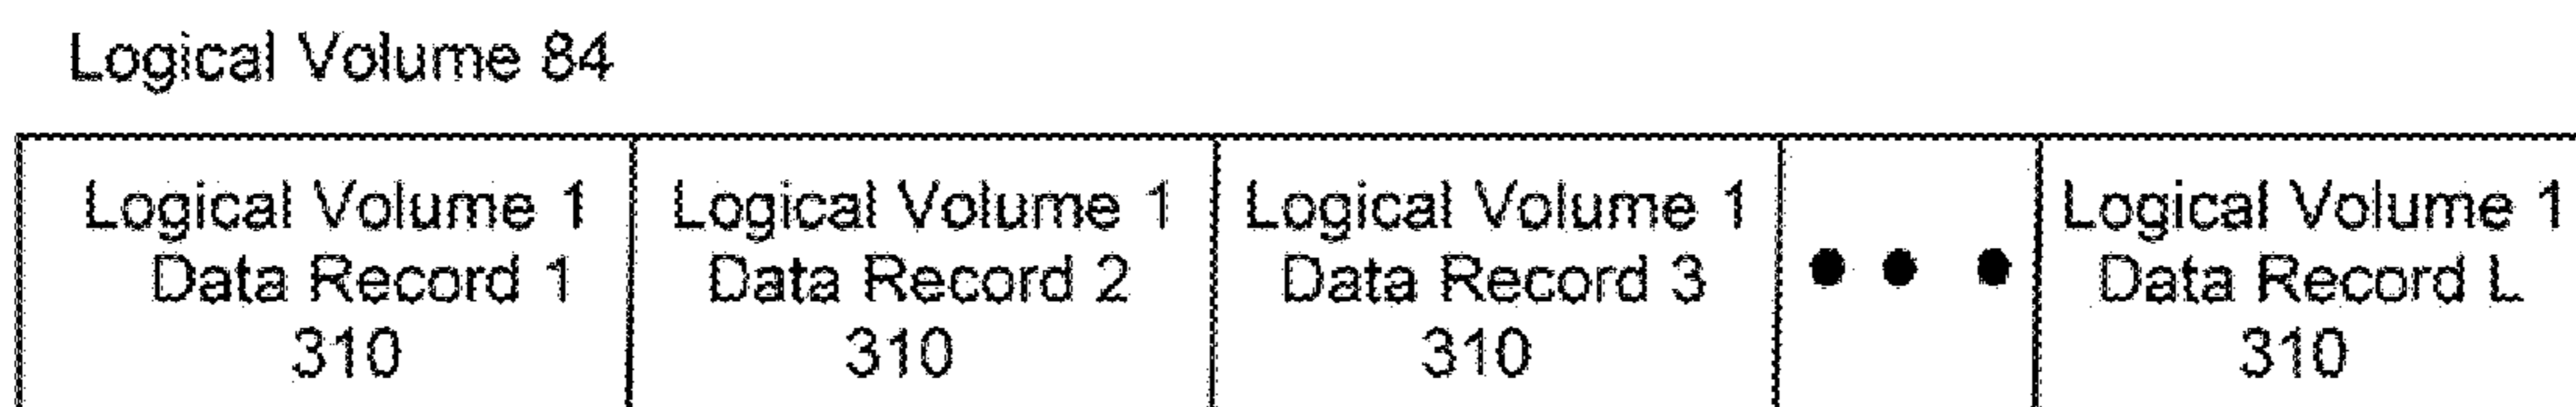 Logical Volume 84
Logical Volume 1
Data Record 1
310
Logical Volume 1
Data Record 2
310
Logical Volume 1
Data Record 3
310
• • •
Logical Volume 1
Data Record L
310